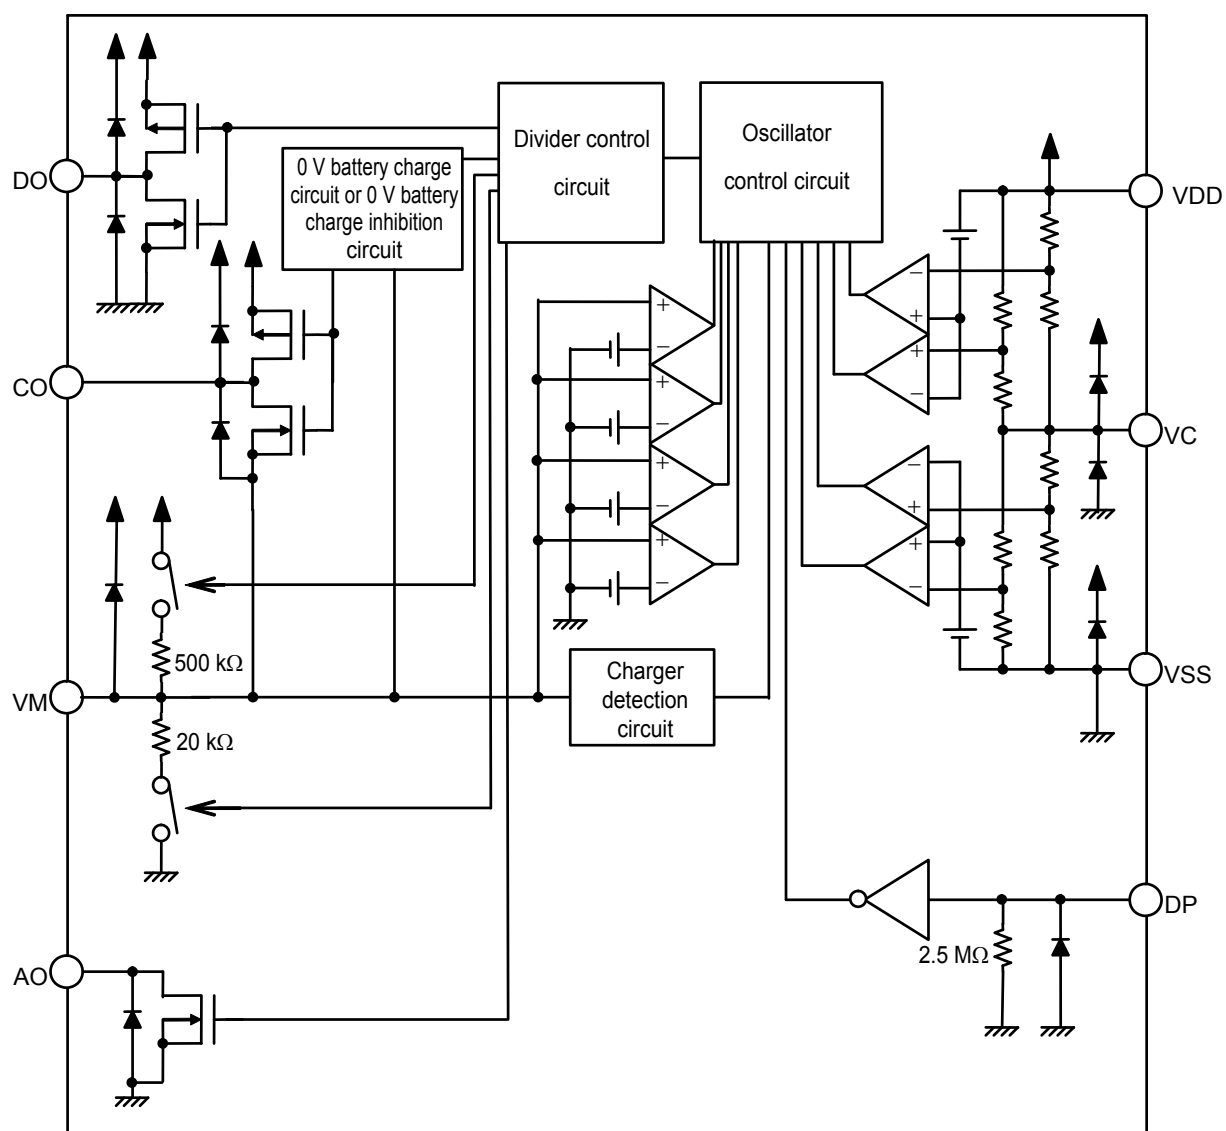 DO
0 V battery charge
circuit or 0 V battery
charge inhibition
circuit
Divider control
circuit
Oscillator
control circuit
VDD
CO
+
−
+
−
+
−
+
−
−
+
+
−
VC
−
+
+
−
500 kΩ
VM
20 kΩ
Charger
detection
circuit
VSS
DP
2.5 MΩ
AO